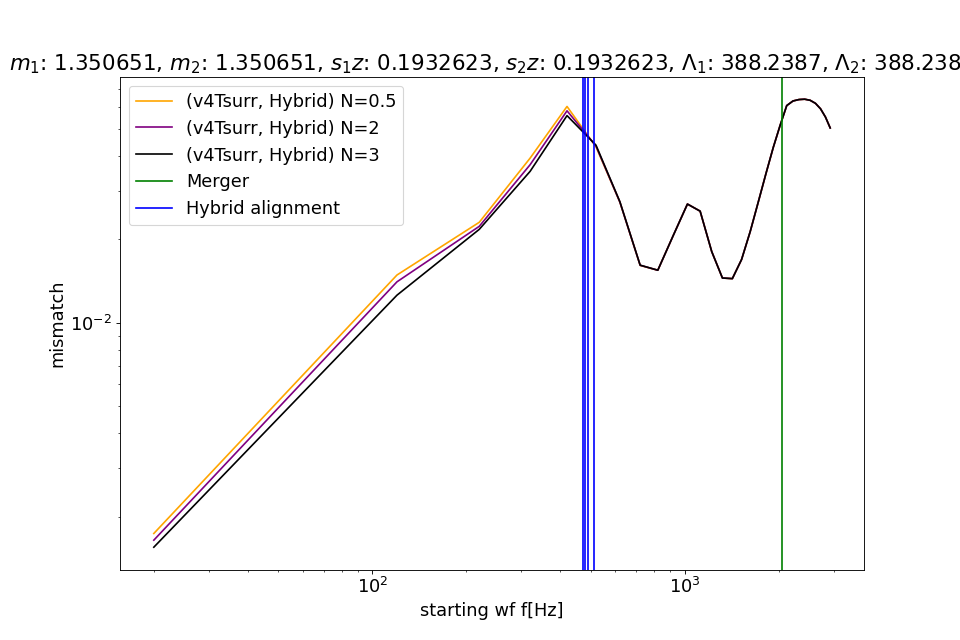 m₁: 1.350651, m₂: 1.350651, s₁z: 0.1932623, s₂z: 0.1932623, Λ₁: 388.2387, Λ₂: 388.238
(v4Tsurr, Hybrid) N=0.5
(v4Tsurr, Hybrid) N=2
(v4Tsurr, Hybrid) N=3
Merger
Hybrid alignment
mismatch
10⁻²
10² 10³
starting wf f[Hz]